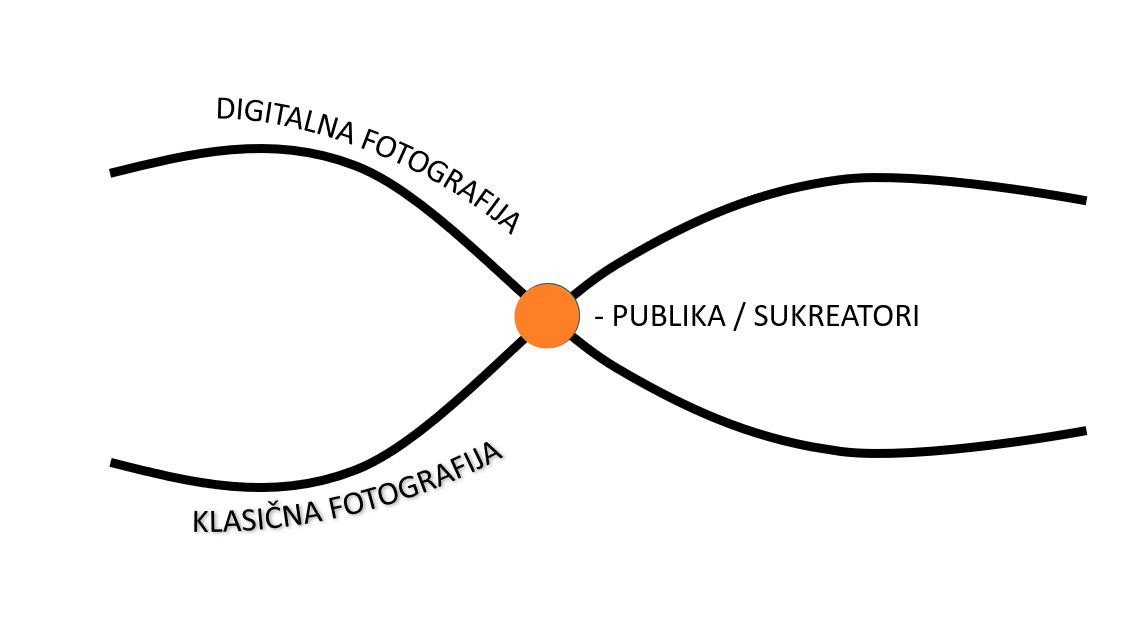 DIGITALNA FOTOGRAFIJA
- PUBLIKA / SUKREATORI
KLASIČNA FOTOGRAFIJA